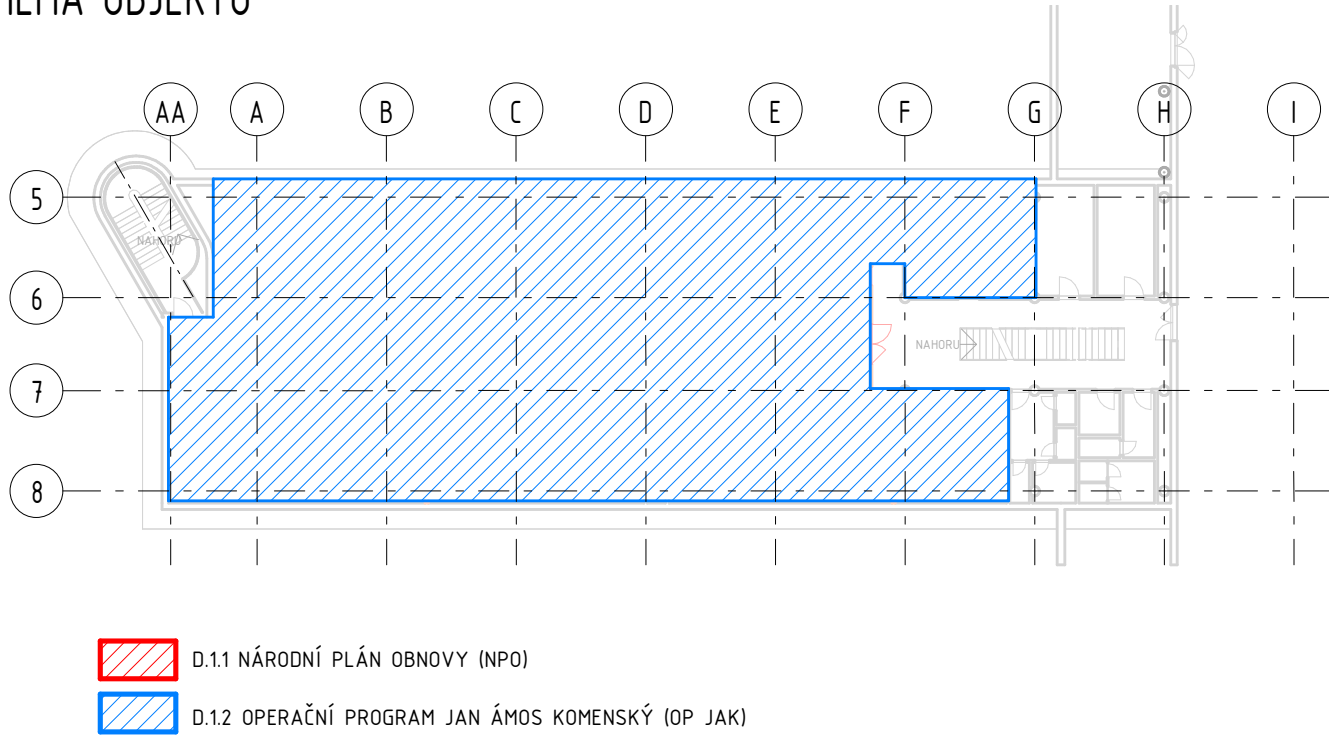 OBJEKTU
AA A B C D E F G H I
5
NAHORU
6
NAHORU
7
8
D.1.1 NÁRODNÍ PLÁN OBNOVY (NPO)
D.1.2 OPERAČNÍ PROGRAM JAN ÁMOS KOMENSKÝ (OP JAK)